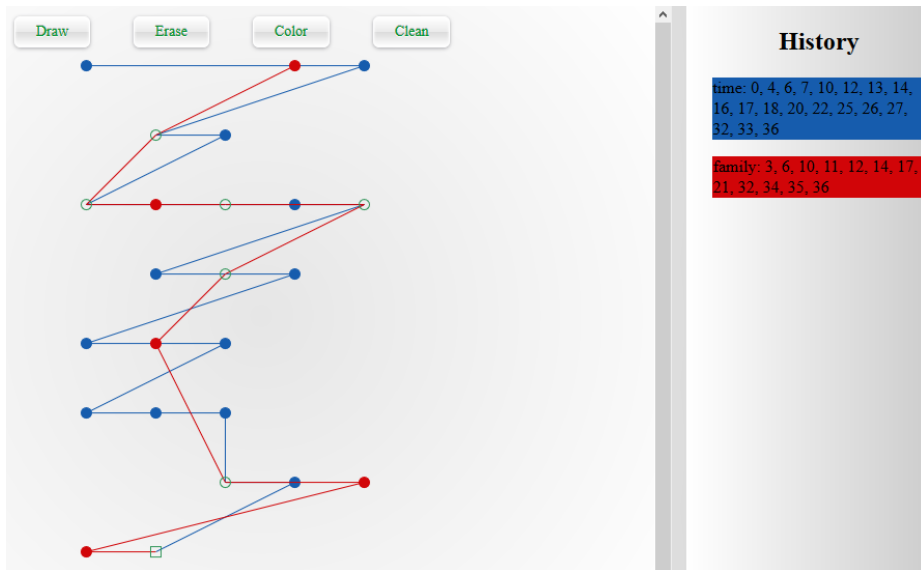 Draw Erase Color Clean
History
time: 0, 4, 6, 7, 10, 12, 13, 14,
16, 17, 18, 20, 22, 25, 26, 27,
32, 33, 36
family: 3, 6, 10, 11, 12, 14, 17,
21, 32, 34, 35, 36